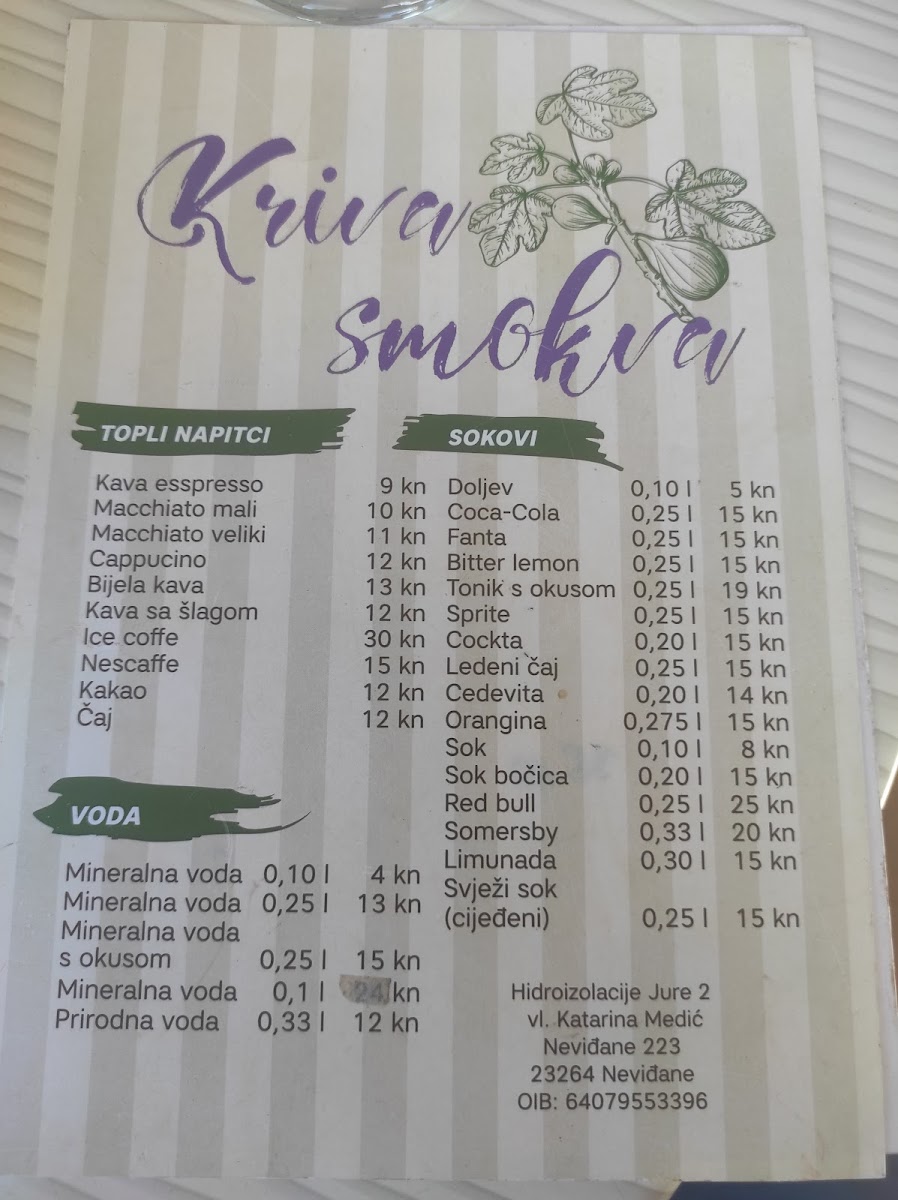 Kriva
smokva
TOPLI NAPITCI
Kava esspresso 9 kn
Macchiato mali 10 kn
Macchiato veliki 11 kn
Cappucino 12 kn
Bijela kava 13 kn
Kava sa šlagom 12 kn
Ice coffe 30 kn
Nescaffe 15 kn
Kakao 12 kn
Čaj 12 kn
VODA
Mineralna voda 0,10 l 4 kn
Mineralna voda 0,25 l 13 kn
Mineralna voda
s okusom 0,25 l 15 kn
Mineralna voda 0,1 l 24 kn
Prirodna voda 0,33 l 12 kn
SOKOVI
Doljev 0,10 l 5 kn
Coca-Cola 0,25 l 15 kn
Fanta 0,25 l 15 kn
Bitter lemon 0,25 l 15 kn
Tonik s okusom 0,25 l 19 kn
Sprite 0,25 l 15 kn
Cockta 0,20 l 15 kn
Ledeni čaj 0,25 l 15 kn
Cedevita 0,20 l 14 kn
Orangina 0,275 l 15 kn
Sok 0,10 l 8 kn
Sok bočica 0,20 l 15 kn
Red bull 0,25 l 25 kn
Somersby 0,33 l 20 kn
Limunada 0,30 l 15 kn
Svježi sok
(cijeđeni) 0,25 l 15 kn
Hidroizolacije Jure 2
vl. Katarina Medić
Neviđane 223
23264 Neviđane
OIB: 64079553396